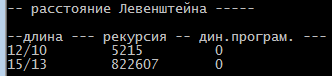 -- расстояние Левенштейна -----
--длина --- рекурсия -- дин.програм. ---
12/10 5215 0
15/13 822607 0